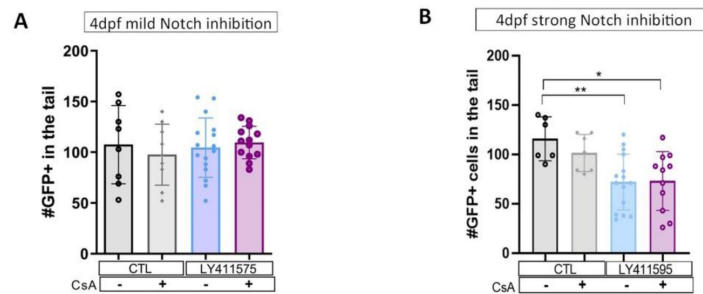 A
4dpf mild Notch inhibition
#GFP+ in the tail
200
150
100
50
0
CTL
LY411575
CsA
-
+
-
+
B
4dpf strong Notch inhibition
#GFP+ cells in the tail
200
150
100
50
0
*
**
CTL
LY411595
CsA
-
+
-
+